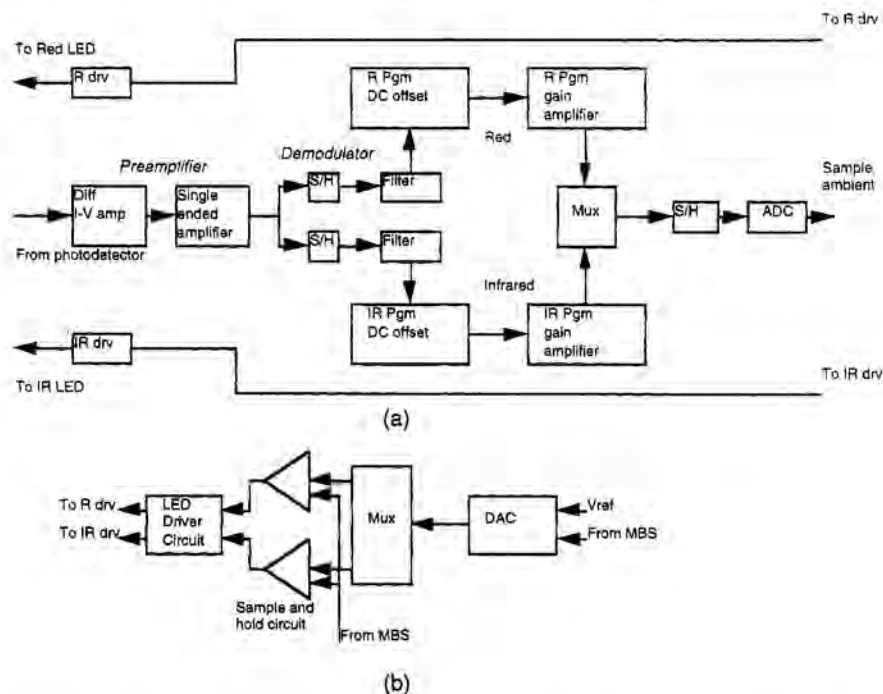 To R drv
To Red LED
R drv
R Pgm
DC offset
R Pgm
gain
amplifier
Red
Preamplifier
Demodulator
Diff
I-V amp
Single
ended
amplifier
S/H
Filter
S/H
Filter
Mux
S/H
ADC
Sample,
ambient
From photodetector
Infrared
IR Pgm
DC offset
IR Pgm
gain
amplifier
IR drv
To IR LED
To IR drv
(a)
To R drv
To IR drv
LED
Driver
Circuit
Mux
DAC
Vref
From MBS
Sample and
hold circuit
From MBS
(b)